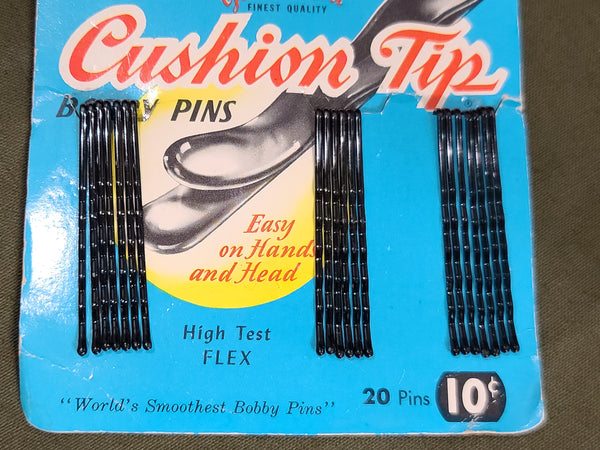 FINEST QUALITY
Cushion Tip
BOBBY PINS
Easy
on Hands
and Head
High Test
FLEX
"World's Smoothest Bobby Pins"
20 Pins 10¢